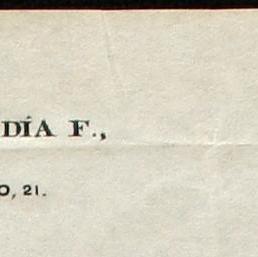 DÍA F.,
O, 21.